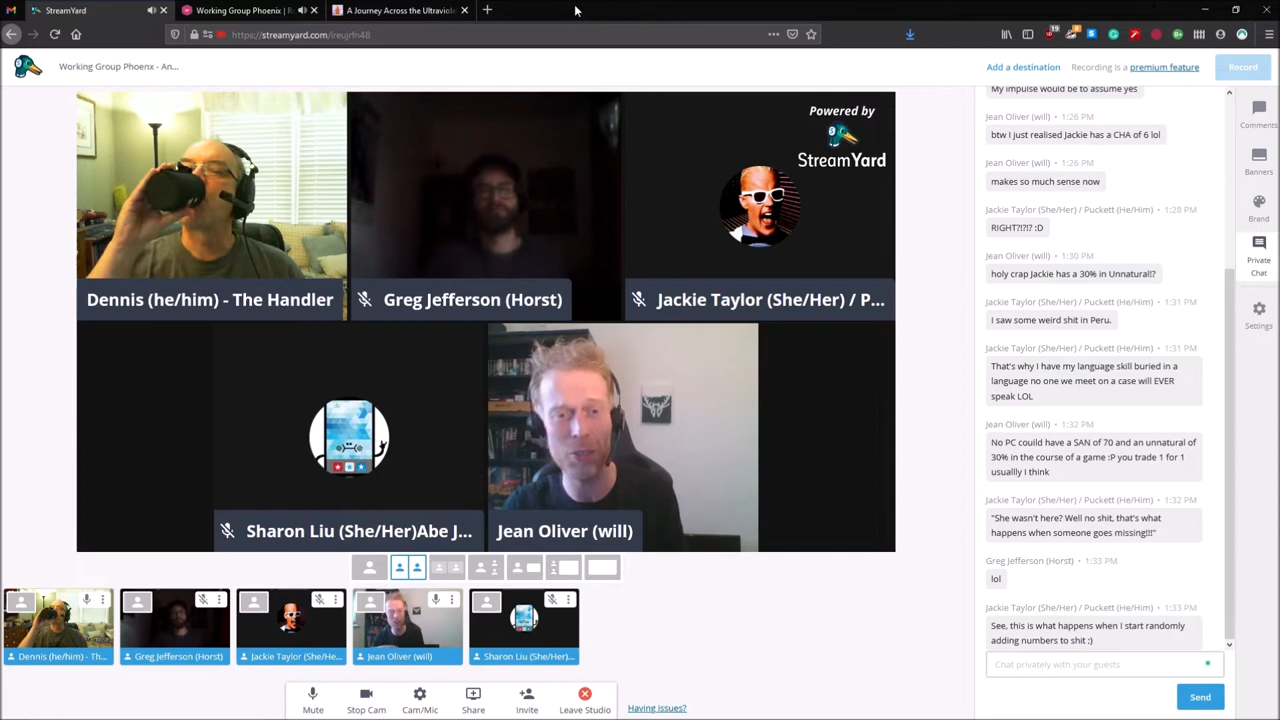 StreamYard
Working Group Phoenix | R
A Journey Across the Ultraviole
https://streamyard.com/ireujrfn48
19
Working Group Phoenx - An...
Add a destination
Recording is a premium feature
Record
Powered by
StreamYard
Dennis (he/him) - The Handler
Greg Jefferson (Horst)
Jackie Taylor (She/Her) / P...
Sharon Liu (She/Her)Abe J...
Jean Oliver (will)
Dennis (he/him) - Th...
Greg Jefferson (Horst)
Jackie Taylor (She/He...
Jean Oliver (will)
Sharon Liu (She/Her)...
Mute
Stop Cam
Cam/Mic
Share
Invite
Leave Studio
Having issues?
My impulse would be to assume yes
Jean Oliver (will) • 1:26 PM
btw I just realised Jackie has a CHA of 6 lol
Jean Oliver (will) • 1:26 PM
makes so much sense now
Jackie Taylor (She/Her) / Puckett (He/Him) • 1:28 PM
RIGHT?!?!? :D
Jean Oliver (will) • 1:30 PM
holy crap Jackie has a 30% in Unnatural!?
Jackie Taylor (She/Her) / Puckett (He/Him) • 1:31 PM
I saw some weird shit in Peru.
Jackie Taylor (She/Her) / Puckett (He/Him) • 1:31 PM
That's why I have my language skill buried in a
language no one we meet on a case will EVER
speak LOL
Jean Oliver (will) • 1:32 PM
No PC couild have a SAN of 70 and an unnatural of
30% in the course of a game :P you trade 1 for 1
usuallly I think
Jackie Taylor (She/Her) / Puckett (He/Him) • 1:32 PM
"She wasn't here? Well no shit, that's what
happens when someone goes missing!!!"
Greg Jefferson (Horst) • 1:33 PM
lol
Jackie Taylor (She/Her) / Puckett (He/Him) • 1:33 PM
See, this is what happens when I start randomly
adding numbers to shit :)
Chat privately with your guests
Send
Comments
Banners
Brand
Private
Chat
Settings